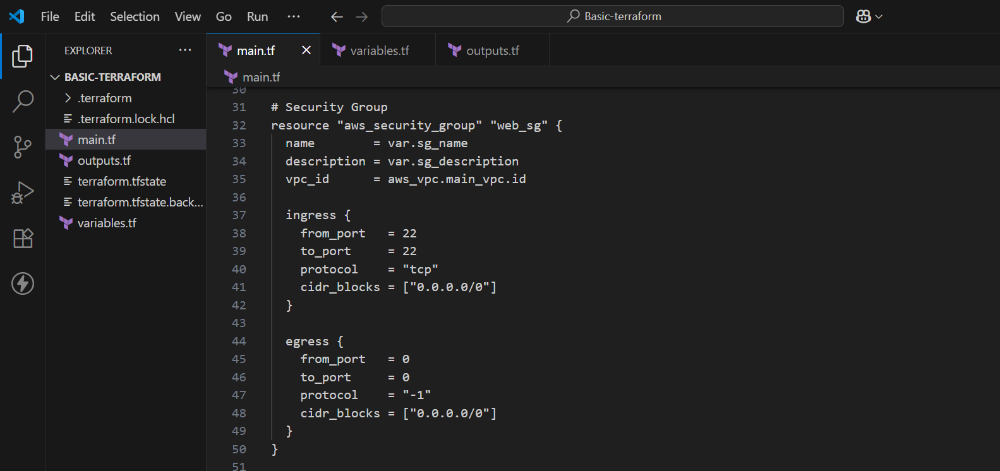 File Edit Selection View Go Run ... Basic-terraform
EXPLORER ...
main.tf variables.tf outputs.tf
BASIC-TERRAFORM
.terraform
.terraform.lock.hcl
main.tf
outputs.tf
terraform.tfstate
terraform.tfstate.back...
variables.tf
main.tf
30
31 # Security Group
32 resource "aws_security_group" "web_sg" {
33   name        = var.sg_name
34   description = var.sg_description
35   vpc_id      = aws_vpc.main_vpc.id
36
37   ingress {
38     from_port   = 22
39     to_port     = 22
40     protocol    = "tcp"
41     cidr_blocks = ["0.0.0.0/0"]
42   }
43
44   egress {
45     from_port   = 0
46     to_port     = 0
47     protocol    = "-1"
48     cidr_blocks = ["0.0.0.0/0"]
49   }
50 }
51